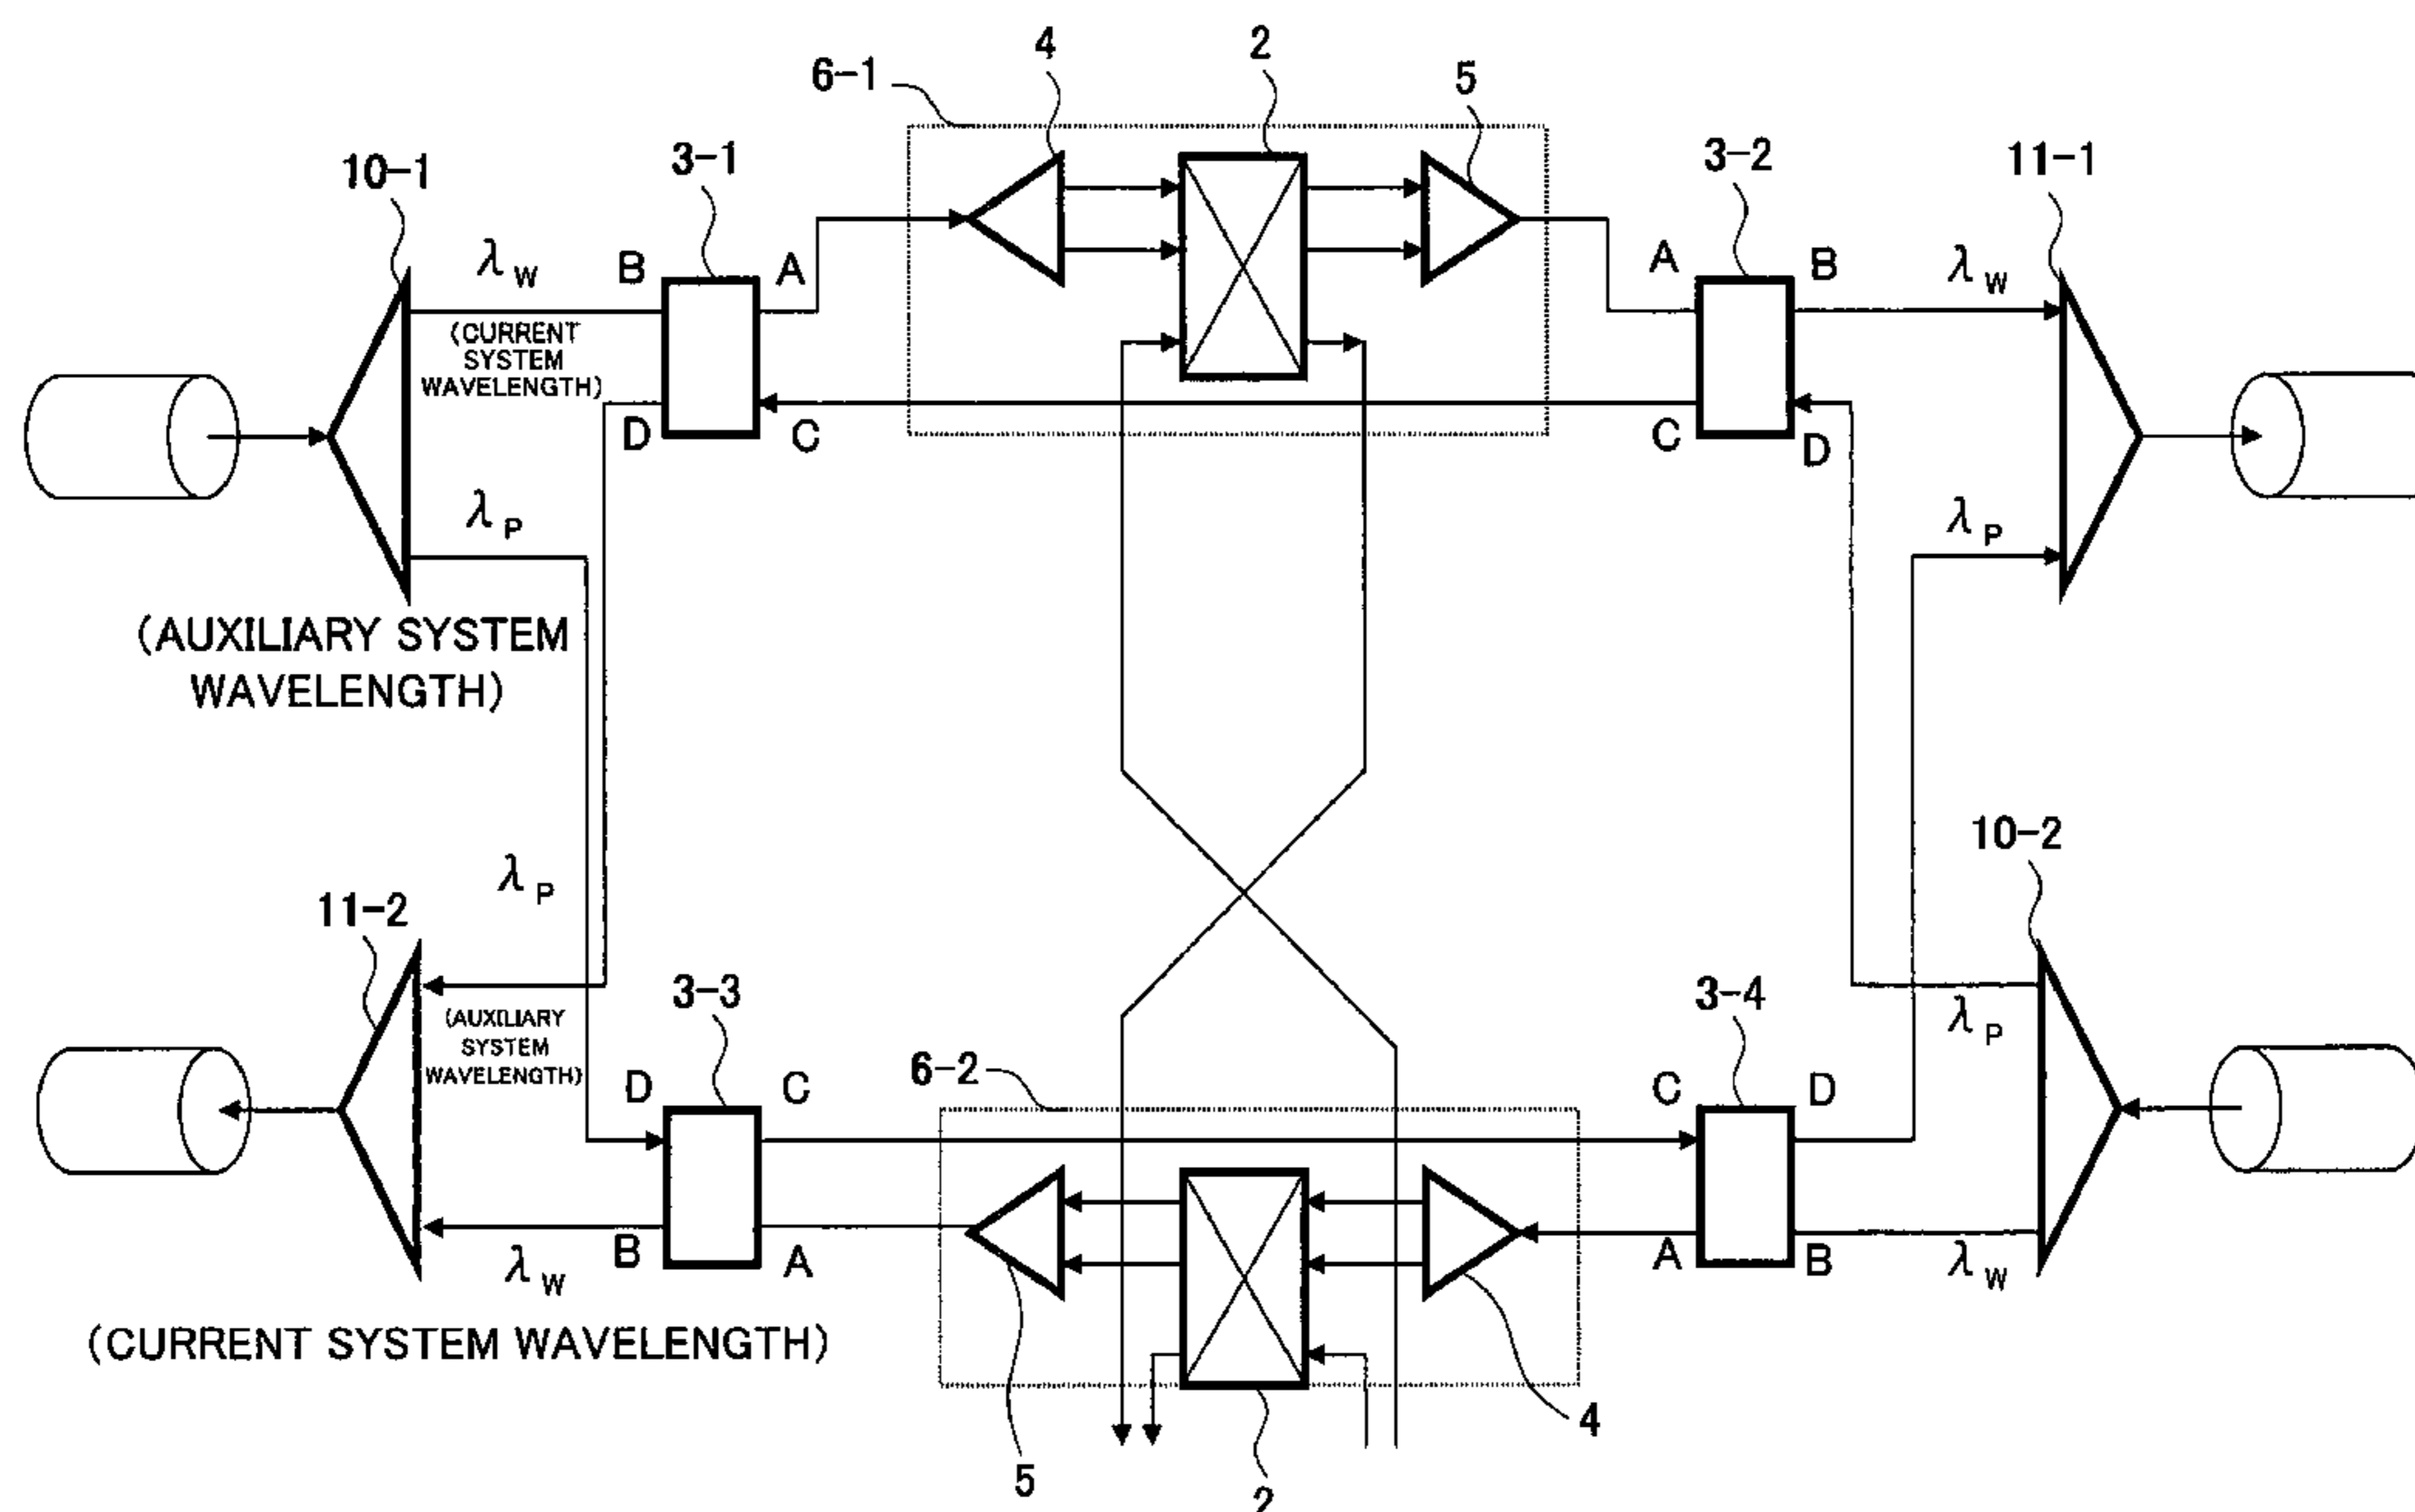 4
2
6-1
5
3-1
3-2
10-1
11-1
λW
B
A
A
B
λW
(CURRENT
SYSTEM
WAVELENGTH)
D
C
C
D
λP
λP
(AUXILIARY SYSTEM
WAVELENGTH)
10-2
λP
11-2
3-3
3-4
(AUXILIARY
SYSTEM
WAVELENGTH)
λP
6-2
D
C
C
D
λW
B
A
A
B
λW
(CURRENT SYSTEM WAVELENGTH)
4
5
2